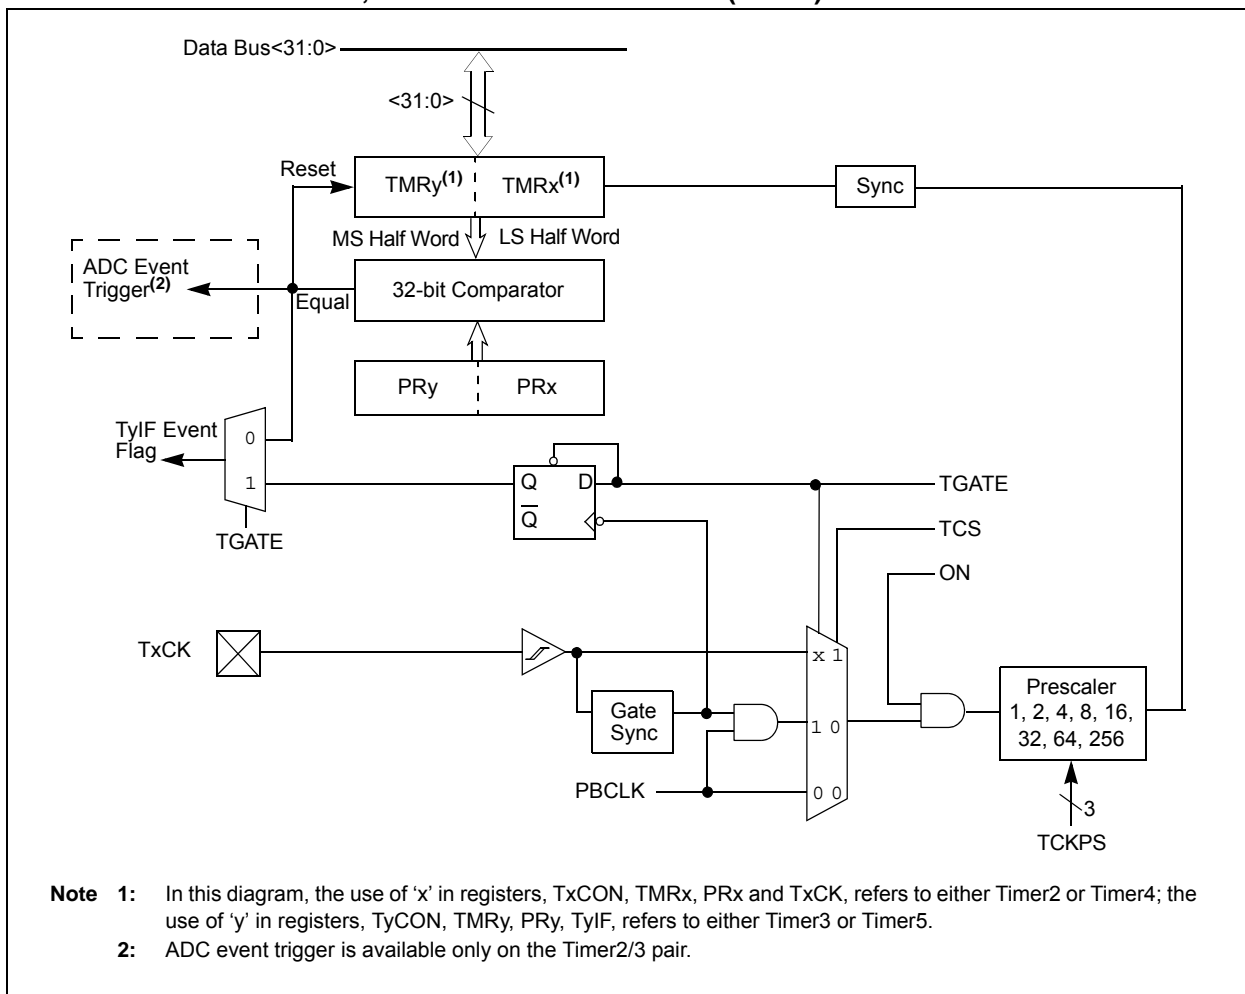 Data Bus<31:0>
<31:0>
Reset
TMRy(1) TMRx(1)
Sync
MS Half Word LS Half Word
ADC Event
Trigger(2)
Equal
32-bit Comparator
PRy PRx
TyIF Event
Flag
0
1
TGATE
Q D
Q
TGATE
TCS
ON
TxCK
x 1
Gate
Sync
1 0
Prescaler
1, 2, 4, 8, 16,
32, 64, 256
PBCLK
0 0
3
TCKPS
Note 1: In this diagram, the use of ‘x’ in registers, TxCON, TMRx, PRx and TxCK, refers to either Timer2 or Timer4; the
use of ‘y’ in registers, TyCON, TMRy, PRy, TyIF, refers to either Timer3 or Timer5.
2: ADC event trigger is available only on the Timer2/3 pair.